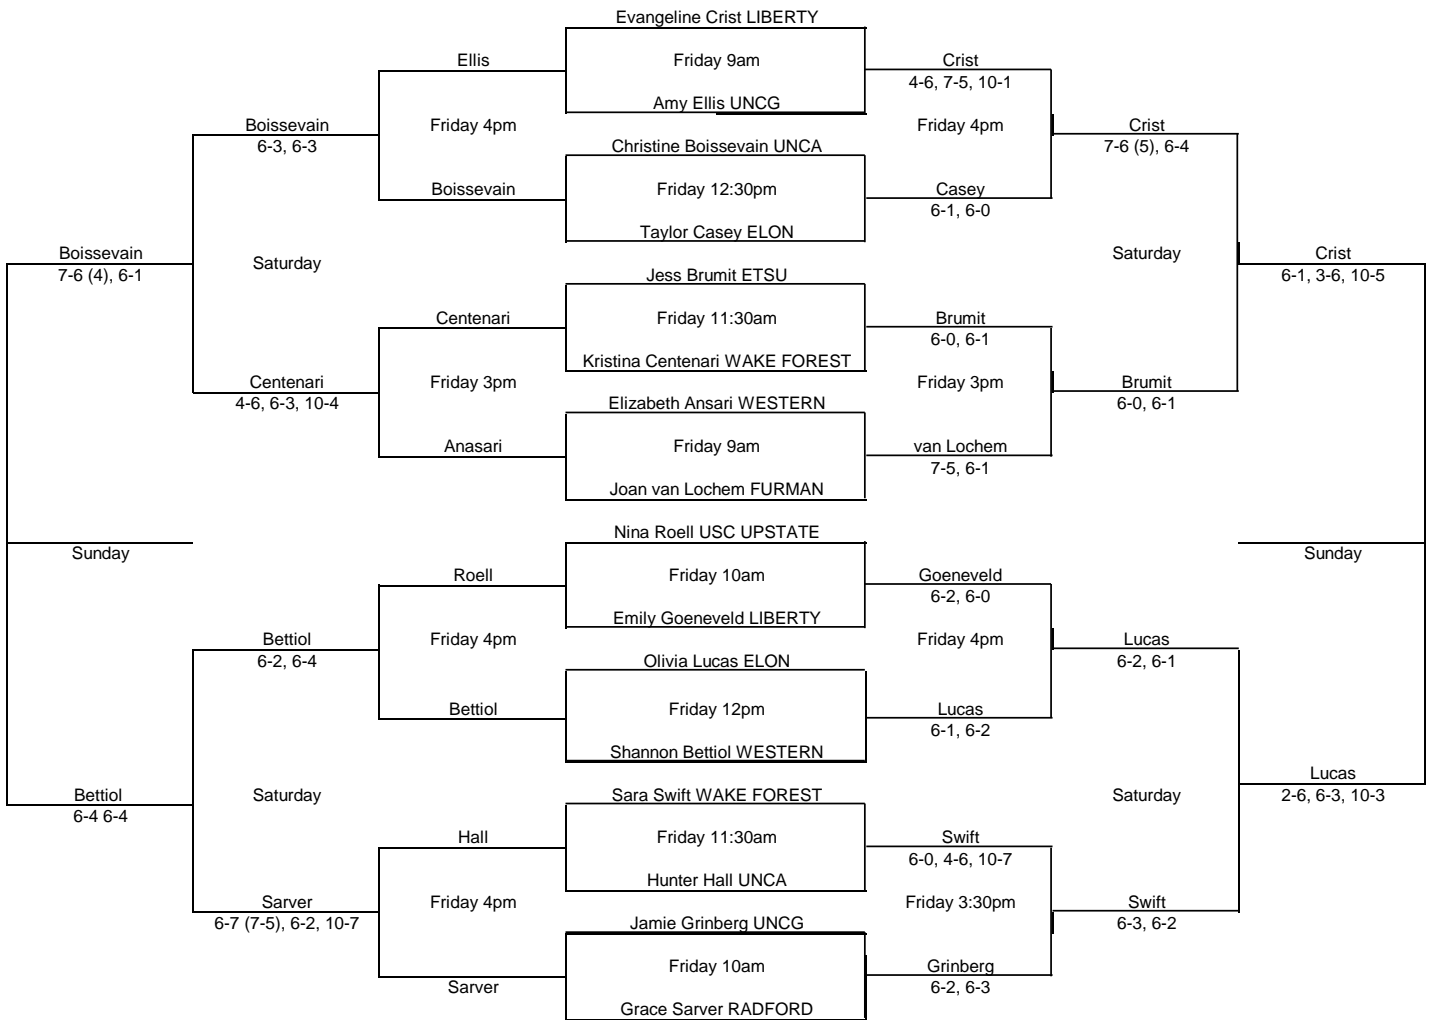 Evangeline Crist LIBERTY
Ellis
Friday 9am
Crist
4-6, 7-5, 10-1
Amy Ellis UNCG
Boissevain
6-3, 6-3
Friday 4pm
Friday 4pm
Crist
7-6 (5), 6-4
Christine Boissevain UNCA
Boissevain
Friday 12:30pm
Casey
6-1, 6-0
Taylor Casey ELON
Boissevain
7-6 (4), 6-1
Saturday
Saturday
Crist
6-1, 3-6, 10-5
Jess Brumit ETSU
Centenari
Friday 11:30am
Brumit
6-0, 6-1
Kristina Centenari WAKE FOREST
Centenari
4-6, 6-3, 10-4
Friday 3pm
Friday 3pm
Brumit
6-0, 6-1
Elizabeth Ansari WESTERN
Anasari
Friday 9am
van Lochem
7-5, 6-1
Joan van Lochem FURMAN
Nina Roell USC UPSTATE
Sunday
Sunday
Roell
Friday 10am
Goeneveld
6-2, 6-0
Emily Goeneveld LIBERTY
Bettiol
6-2, 6-4
Friday 4pm
Friday 4pm
Lucas
6-2, 6-1
Olivia Lucas ELON
Bettiol
Friday 12pm
Lucas
6-1, 6-2
Shannon Bettiol WESTERN
Bettiol
6-4 6-4
Saturday
Saturday
Lucas
2-6, 6-3, 10-3
Sara Swift WAKE FOREST
Hall
Friday 11:30am
Swift
6-0, 4-6, 10-7
Hunter Hall UNCA
Sarver
6-7 (7-5), 6-2, 10-7
Friday 4pm
Friday 3:30pm
Swift
6-3, 6-2
Jamie Grinberg UNCG
Sarver
Friday 10am
Grinberg
6-2, 6-3
Grace Sarver RADFORD